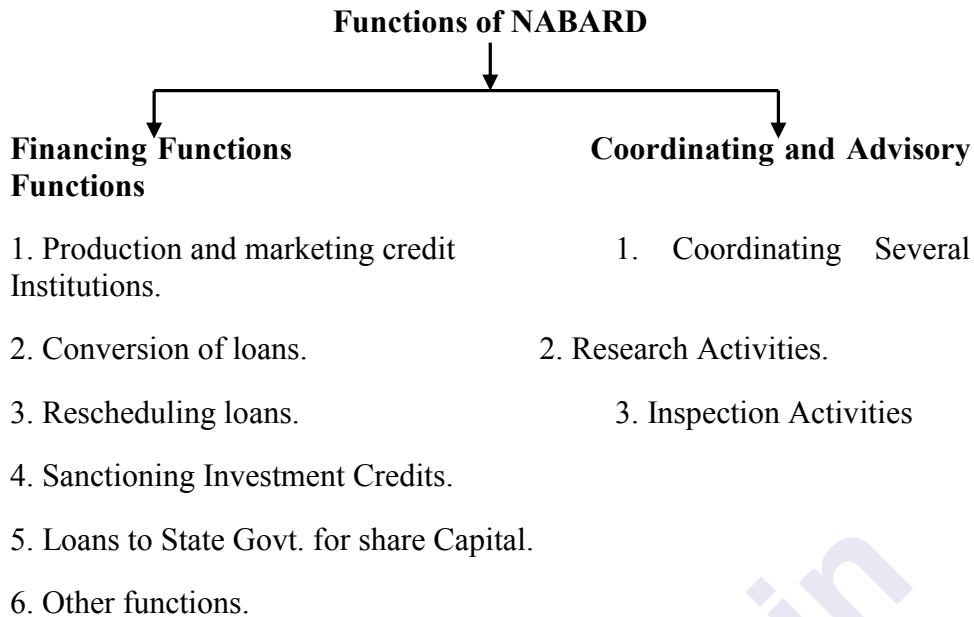 Functions of NABARD
Financing Functions Coordinating and Advisory
Functions
1. Production and marketing credit 1. Coordinating Several
Institutions.
2. Conversion of loans. 2. Research Activities.
3. Rescheduling loans. 3. Inspection Activities
4. Sanctioning Investment Credits.
5. Loans to State Govt. for share Capital.
6. Other functions.
in